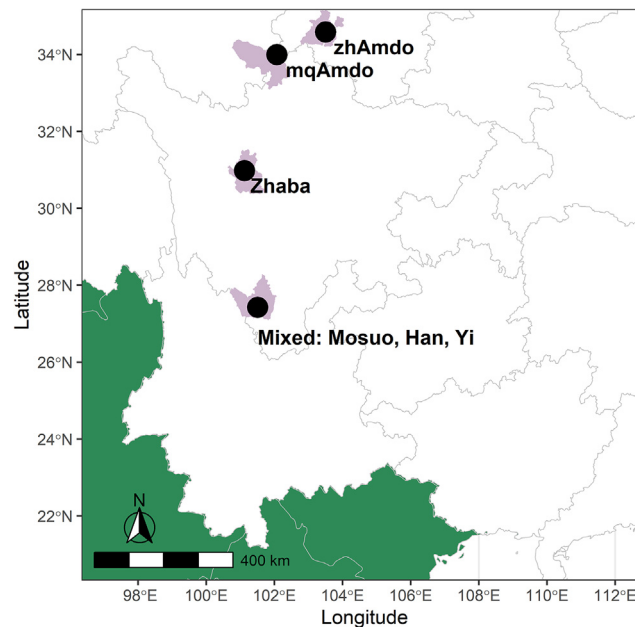 34°N
32°N
30°N
28°N
26°N
24°N
22°N
Latitude
zhAmdo
mqAmdo
Zhaba
Mixed: Mosuo, Han, Yi
N
400 km
98°E
100°E
102°E
104°E
106°E
108°E
110°E
112°E
Longitude